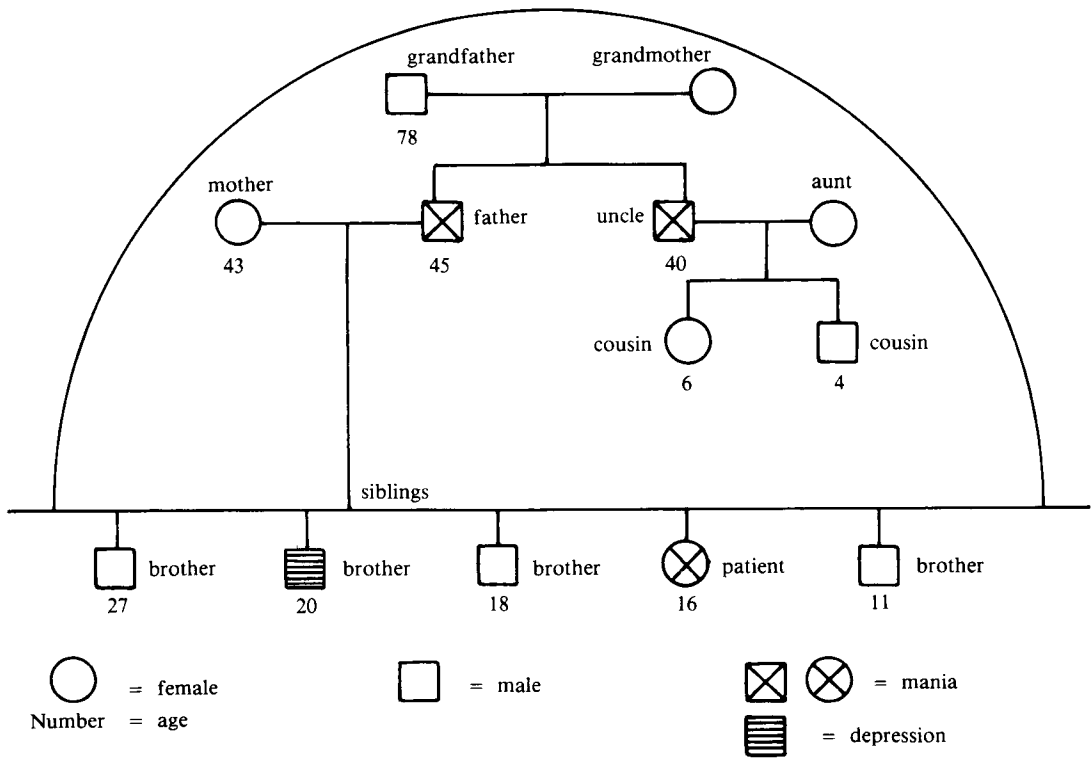 grandfather
grandmother
78
mother
aunt
father
uncle
43
45
40
cousin
cousin
6
4
siblings
brother
brother
brother
patient
brother
27
20
18
16
11
= female
= male
= mania
Number = age
= depression